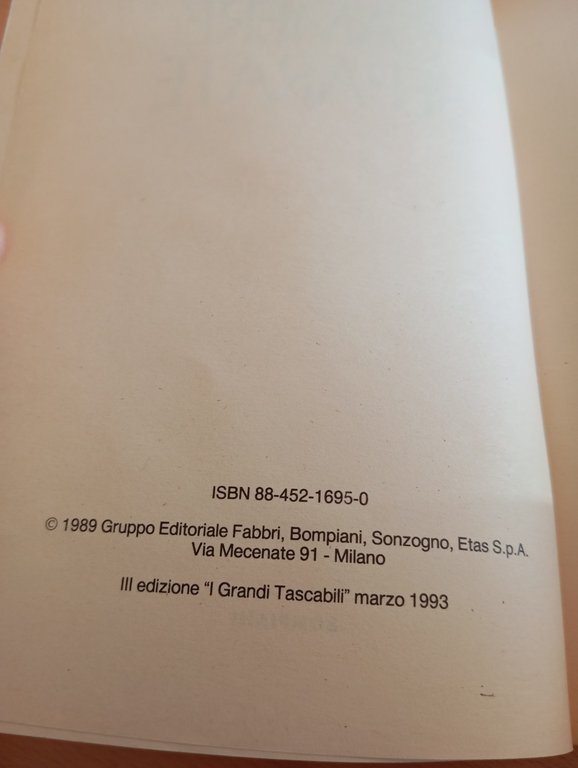 ISBN 88-452-1695-0
© 1989 Gruppo Editoriale Fabbri, Bompiani, Sonzogno, Etas S.p.A.
Via Mecenate 91 - Milano
III edizione “I Grandi Tascabili” marzo 1993